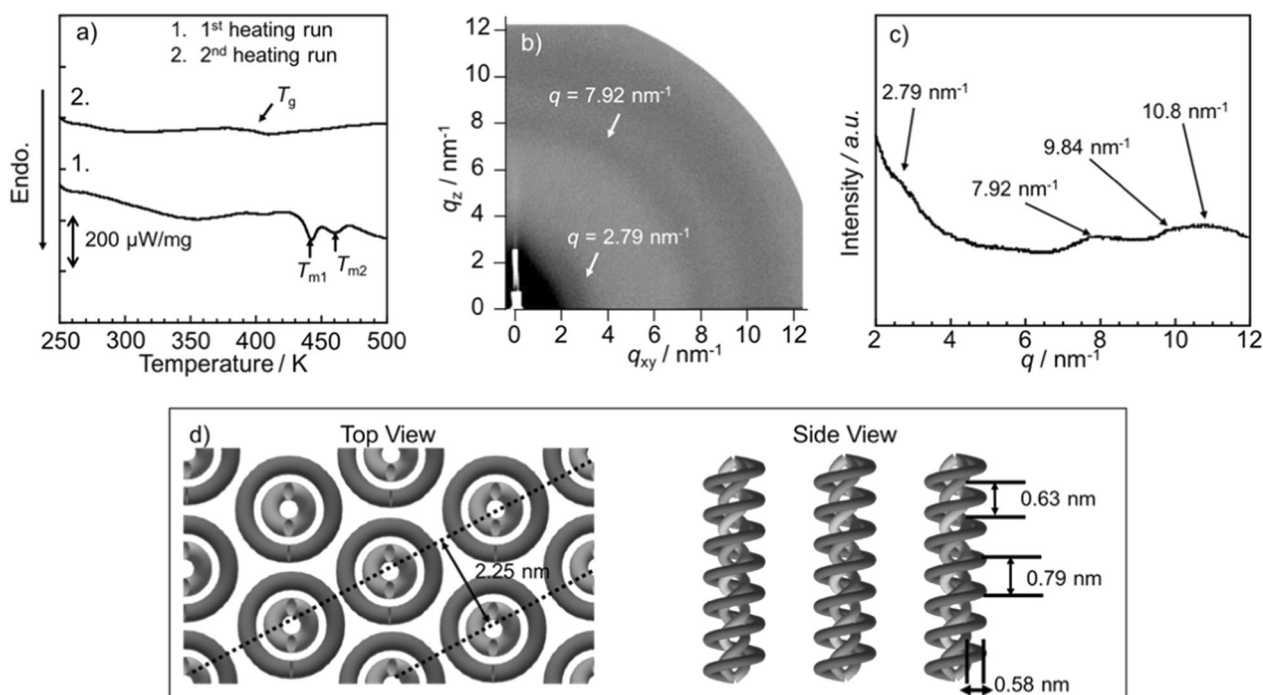 a)
1. 1st heating run
2. 2nd heating run
2.
Tg
1.
Endo.
200 µW/mg
Tm1
Tm2
250 300 350 400 450 500
Temperature / K
b)
12
10
8
6
4
2
0
qz / nm-1
q = 7.92 nm-1
q = 2.79 nm-1
0 2 4 6 8 10 12
qxy / nm-1
c)
Intensity / a.u.
2.79 nm-1
7.92 nm-1
9.84 nm-1
10.8 nm-1
2 4 6 8 10 12
q / nm-1
d)
Top View
2.25 nm
Side View
0.63 nm
0.79 nm
0.58 nm